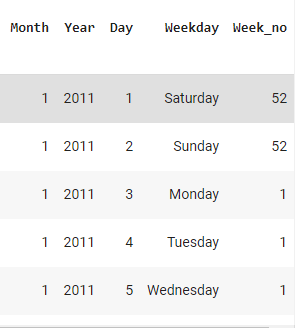 Month Year Day Weekday Week_no
1 2011 1 Saturday 52
1 2011 2 Sunday 52
1 2011 3 Monday 1
1 2011 4 Tuesday 1
1 2011 5 Wednesday 1